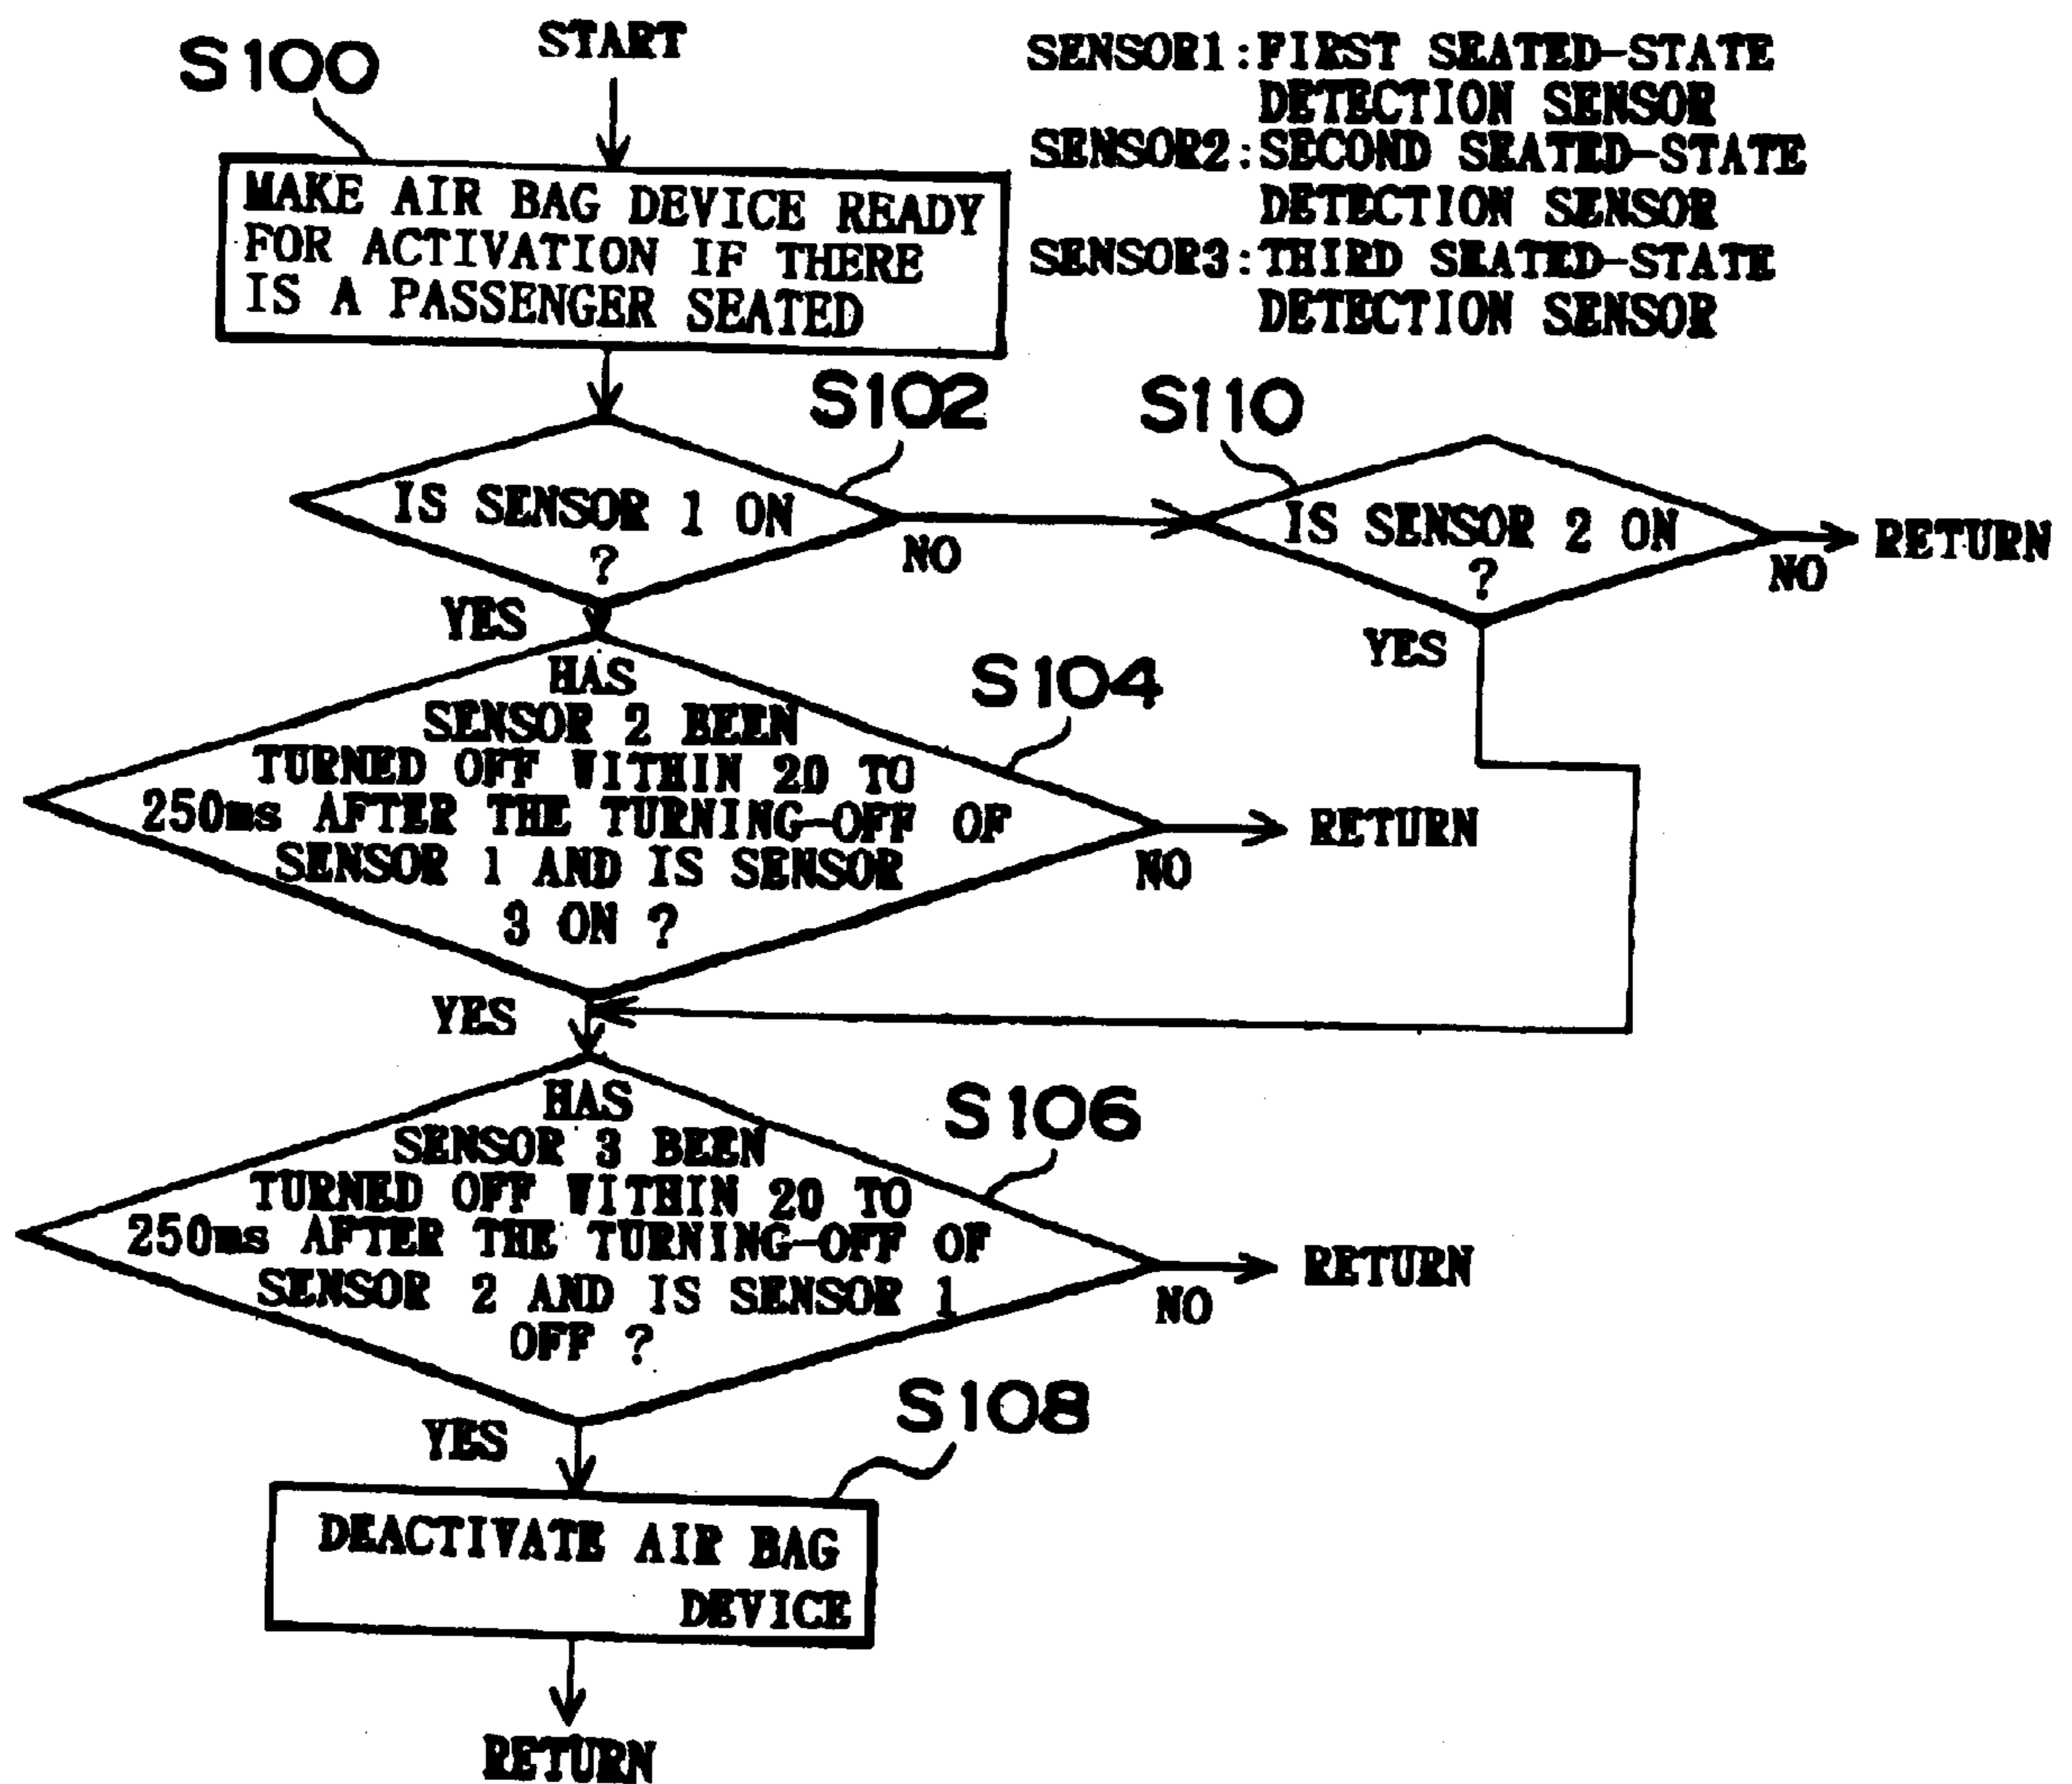 START
S100
SENSOR1:FIRST SEATED-STATE
DETECTION SENSOR
SENSOR2:SECOND SEATED-STATE
DETECTION SENSOR
SENSOR3:THIRD SEATED-STATE
DETECTION SENSOR
MAKE AIR BAG DEVICE READY
FOR ACTIVATION IF THERE
IS A PASSENGER SEATED
S102
IS SENSOR 1 ON
?
NO
YES
S110
IS SENSOR 2 ON
?
NO
RETURN
YES
S104
HAS
SENSOR 2 BEEN
TURNED OFF WITHIN 20 TO
250ms AFTER THE TURNING-OFF OF
SENSOR 1 AND IS SENSOR
3 ON ?
NO
RETURN
YES
S106
HAS
SENSOR 3 BEEN
TURNED OFF WITHIN 20 TO
250ms AFTER THE TURNING-OFF OF
SENSOR 2 AND IS SENSOR 1
OFF ?
NO
RETURN
YES
S108
DEACTIVATE AIR BAG
DEVICE
RETURN